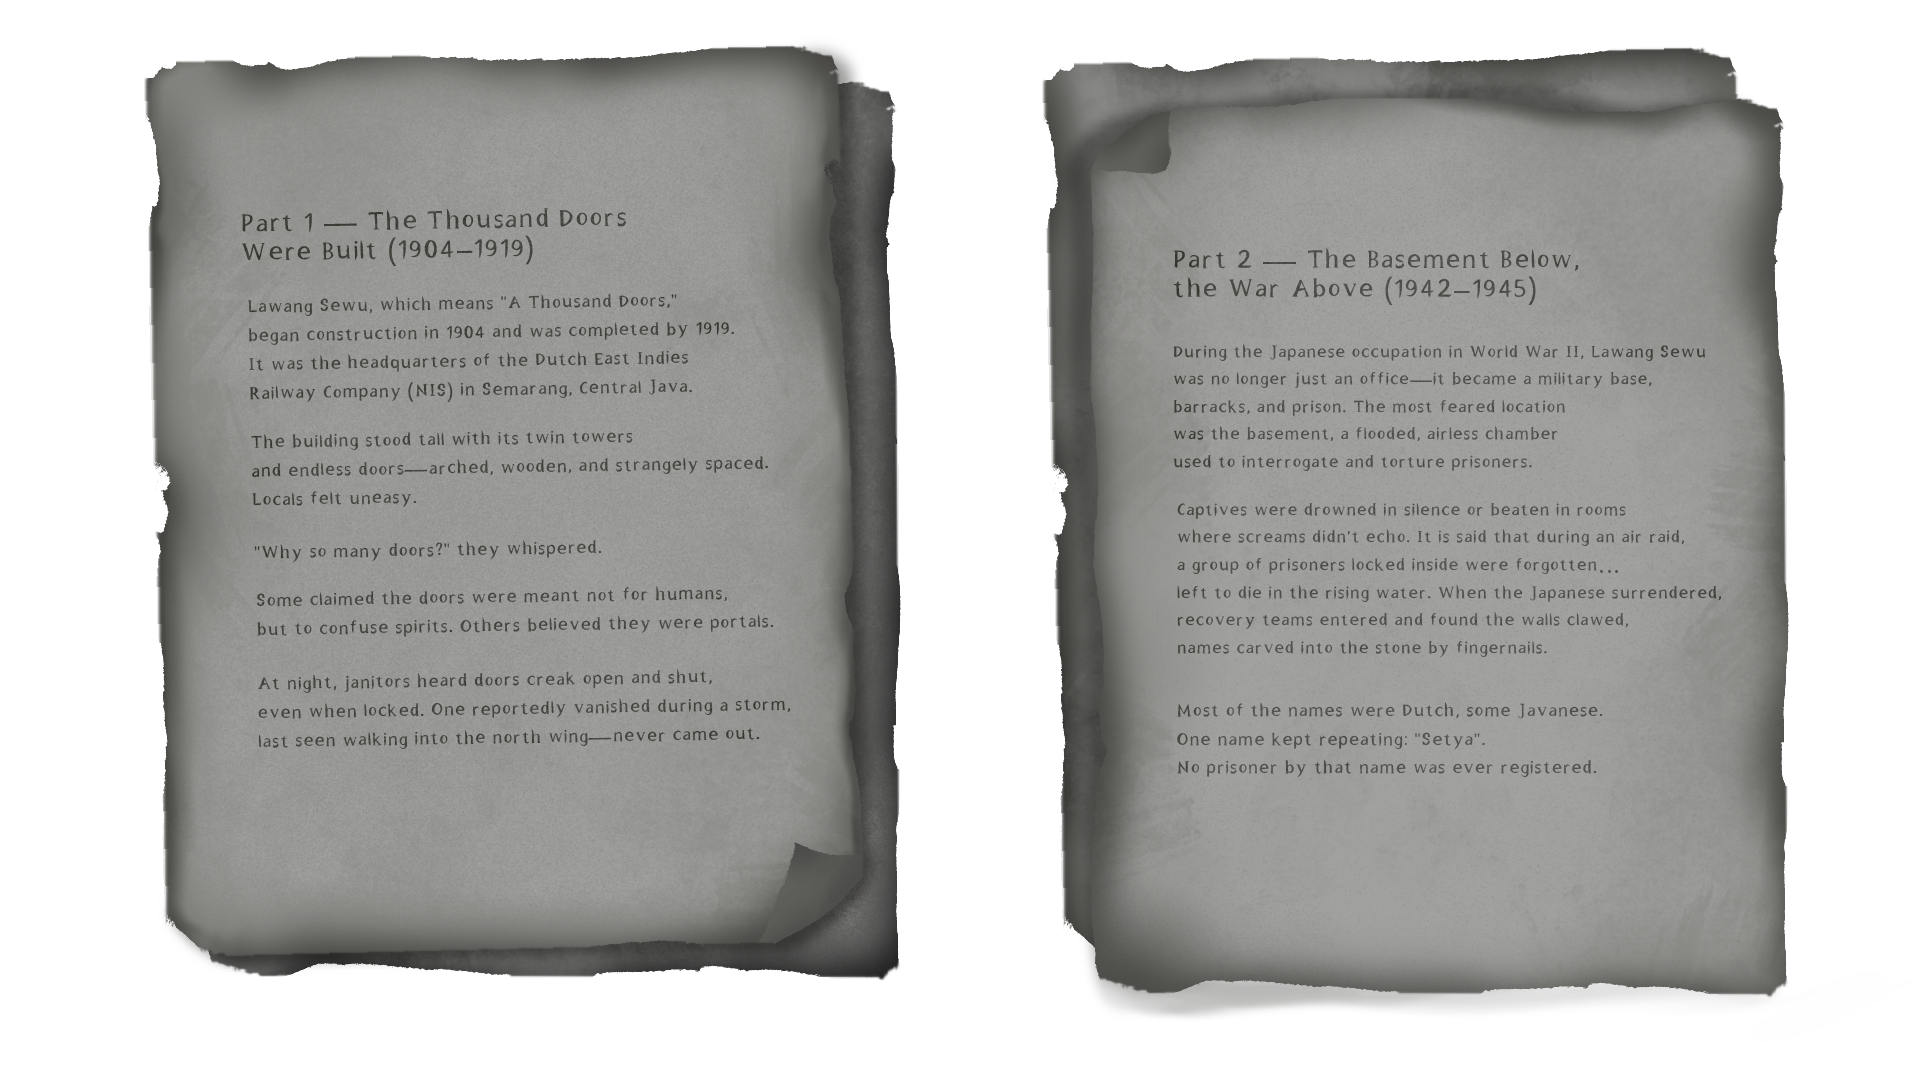 Part 1 — The Thousand Doors
Were Built (1904–1919)
Lawang Sewu, which means "A Thousand Doors,"
began construction in 1904 and was completed by 1919.
It was the headquarters of the Dutch East Indies
Railway Company (NIS) in Semarang, Central Java.
The building stood tall with its twin towers
and endless doors—arched, wooden, and strangely spaced.
Locals felt uneasy.
"Why so many doors?" they whispered.
Some claimed the doors were meant not for humans,
but to confuse spirits. Others believed they were portals.
At night, janitors heard doors creak open and shut,
even when locked. One reportedly vanished during a storm,
last seen walking into the north wing—never came out.
Part 2 — The Basement Below,
the War Above (1942–1945)
During the Japanese occupation in World War II, Lawang Sewu
was no longer just an office—it became a military base,
barracks, and prison. The most feared location
was the basement, a flooded, airless chamber
used to interrogate and torture prisoners.
Captives were drowned in silence or beaten in rooms
where screams didn't echo. It is said that during an air raid,
a group of prisoners locked inside were forgotten...
left to die in the rising water. When the Japanese surrendered,
recovery teams entered and found the walls clawed,
names carved into the stone by fingernails.
Most of the names were Dutch, some Javanese.
One name kept repeating: "Setya".
No prisoner by that name was ever registered.